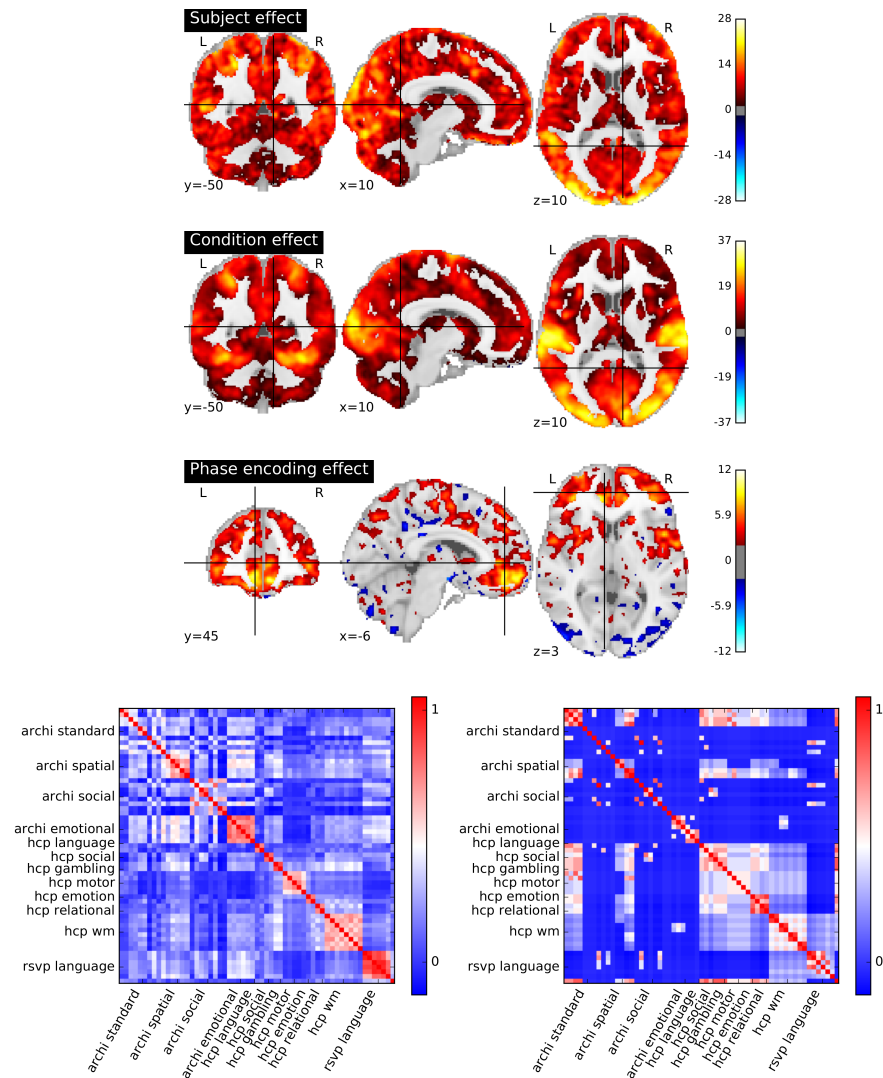 Subject effect
L R
y=-50 x=10 z=10
28
14
0
-14
-28
Condition effect
L R
y=-50 x=10 z=10
37
19
0
-19
-37
Phase encoding effect
L R
y=45 x=-6 z=3
12
5.9
0
-5.9
-12
archi standard
archi spatial
archi social
archi emotional
hcp language
hcp social
hcp gambling
hcp motor
hcp emotion
hcp relational
hcp wm
rsvp language
archi standard
archi spatial
archi social
archi emotional
hcp language
hcp social
hcp gambling
hcp motor
hcp emotion
hcp relational
hcp wm
rsvp language
1
0
archi standard
archi spatial
archi social
archi emotional
hcp language
hcp social
hcp gambling
hcp motor
hcp emotion
hcp relational
hcp wm
rsvp language
archi standard
archi spatial
archi social
archi emotional
hcp language
hcp social
hcp gambling
hcp motor
hcp emotion
hcp relational
hcp wm
rsvp language
1
0